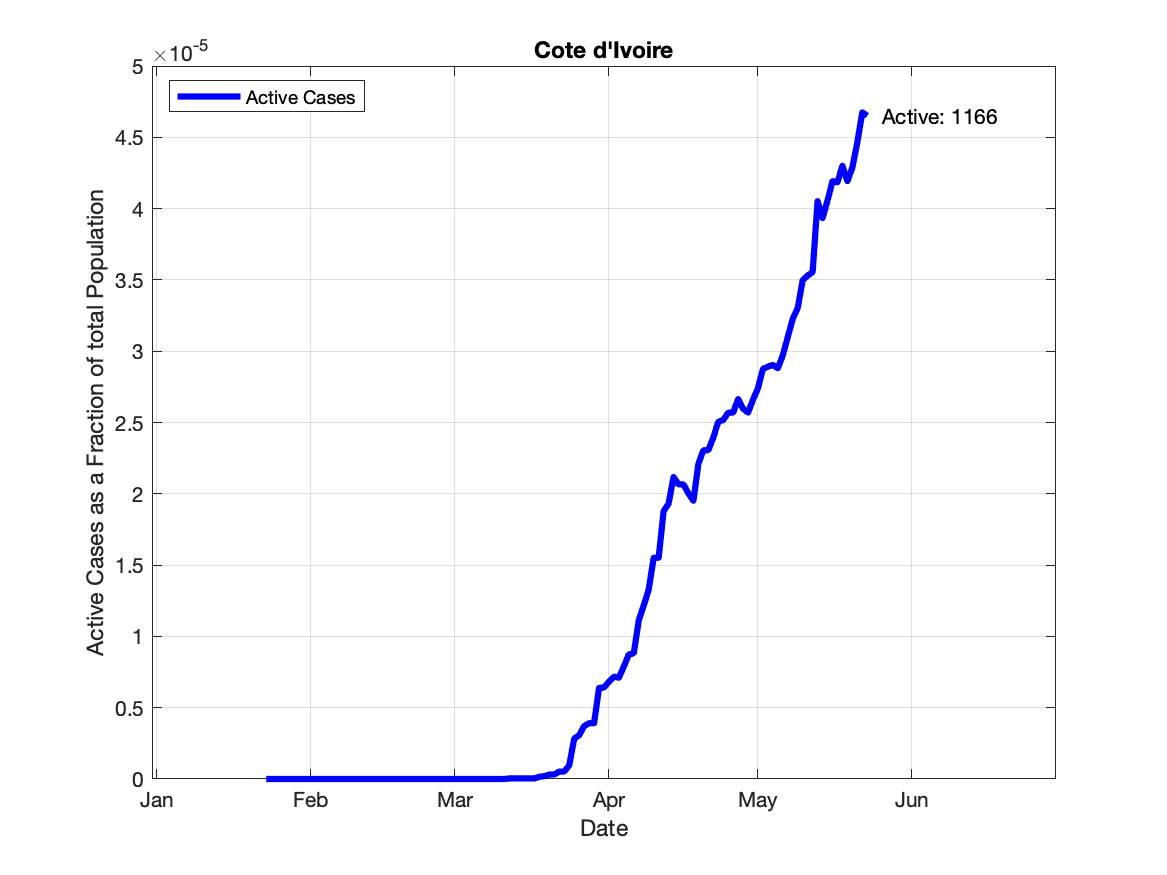 Cote d'Ivoire
×10-5
Active Cases
Active: 1166
5
4.5
4
3.5
3
2.5
2
1.5
1
0.5
0
Active Cases as a Fraction of total Population
Jan Feb Mar Apr May Jun
Date